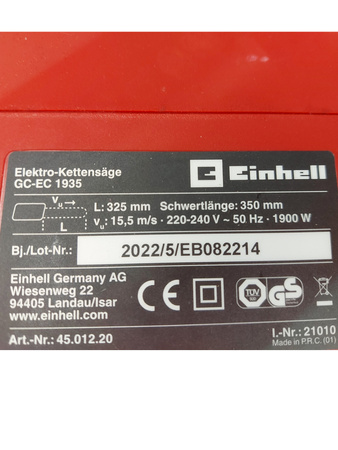 Elektro-Kettensäge
GC-EC 1935
Einhell
vᵤ
L
L: 325 mm Schwertlänge: 350 mm
vᵤ: 15,5 m/s · 220-240 V ~ 50 Hz · 1900 W
Bj./Lot-Nr.: 2022/5/EB082214
Einhell Germany AG
Wiesenweg 22
94405 Landau/Isar
www.einhell.com
CE
TÜV
GS
Art.-Nr.: 45.012.20
I.-Nr.: 21010
Made in P.R.C. (01)